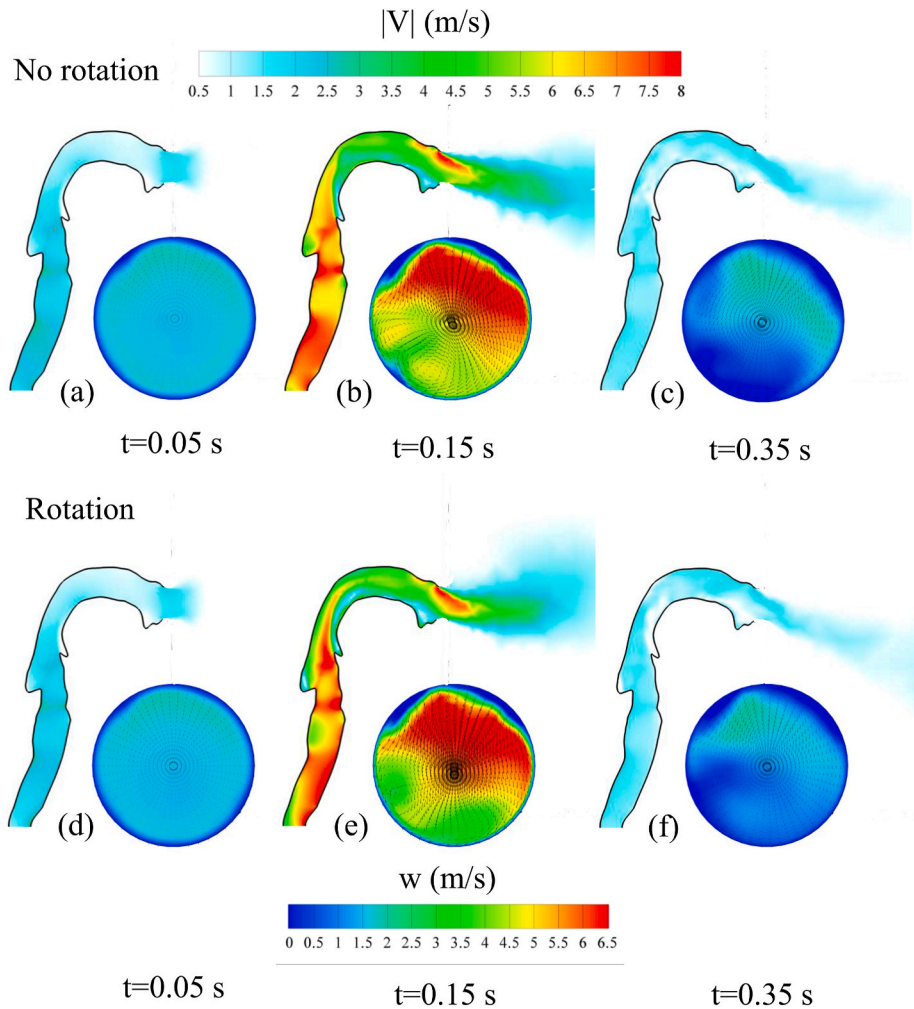 |V| (m/s)
No rotation
0.5 1 1.5 2 2.5 3 3.5 4 4.5 5 5.5 6 6.5 7 7.5 8
(a) (b) (c)
t=0.05 s t=0.15 s t=0.35 s
Rotation
(d) (e) (f)
w (m/s)
0 0.5 1 1.5 2 2.5 3 3.5 4 4.5 5 5.5 6 6.5
t=0.05 s t=0.15 s t=0.35 s